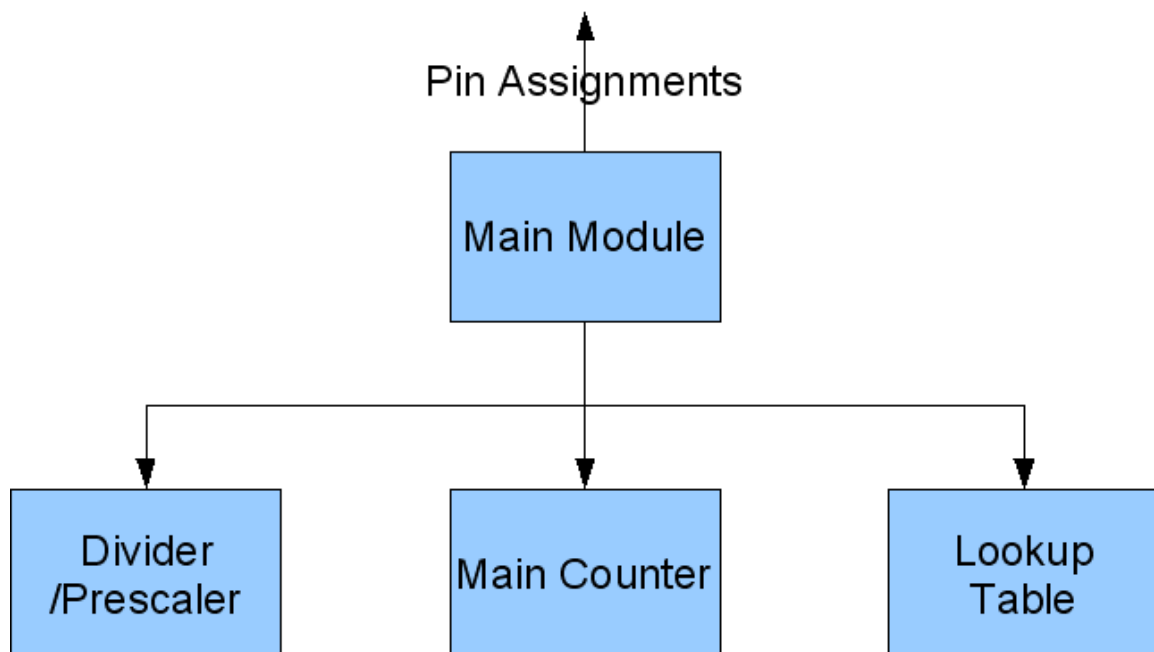 Pin Assignments
Main Module
Divider
/Prescaler
Main Counter
Lookup
Table